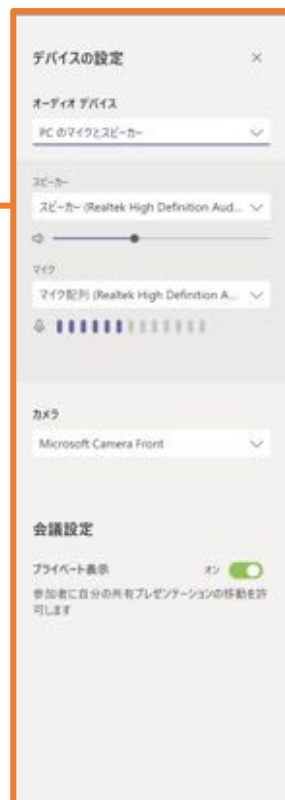 デバイスの設定
オーディオ デバイス
PC のマイクとスピーカー
スピーカー
スピーカー (Realtek High Definition Aud...
マイク
マイク配列 (Realtek High Definition A...
カメラ
Microsoft Camera Front
会議設定
プライベート表示 オン
参加者に自分の共有プレゼンテーションの移動を許
可します